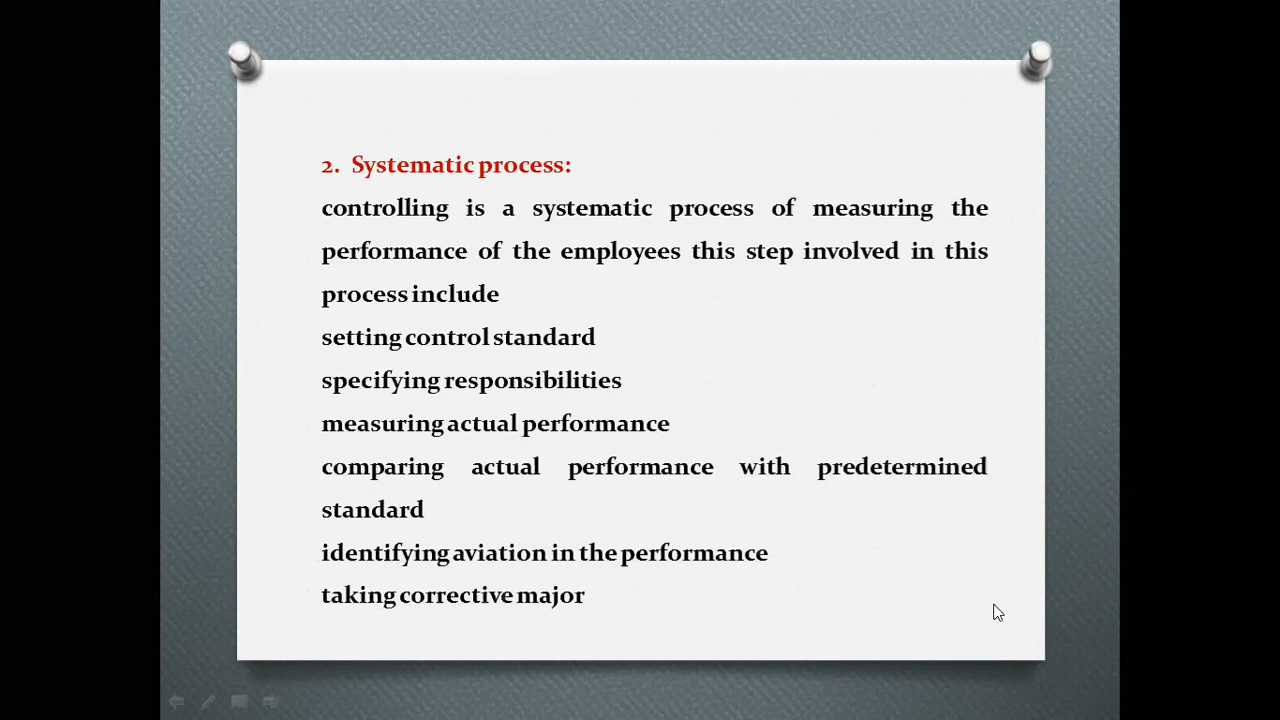 2. Systematic process:
controlling is a systematic process of measuring the
performance of the employees this step involved in this
process include
setting control standard
specifying responsibilities
measuring actual performance
comparing actual performance with predetermined
standard
identifying aviation in the performance
taking corrective major